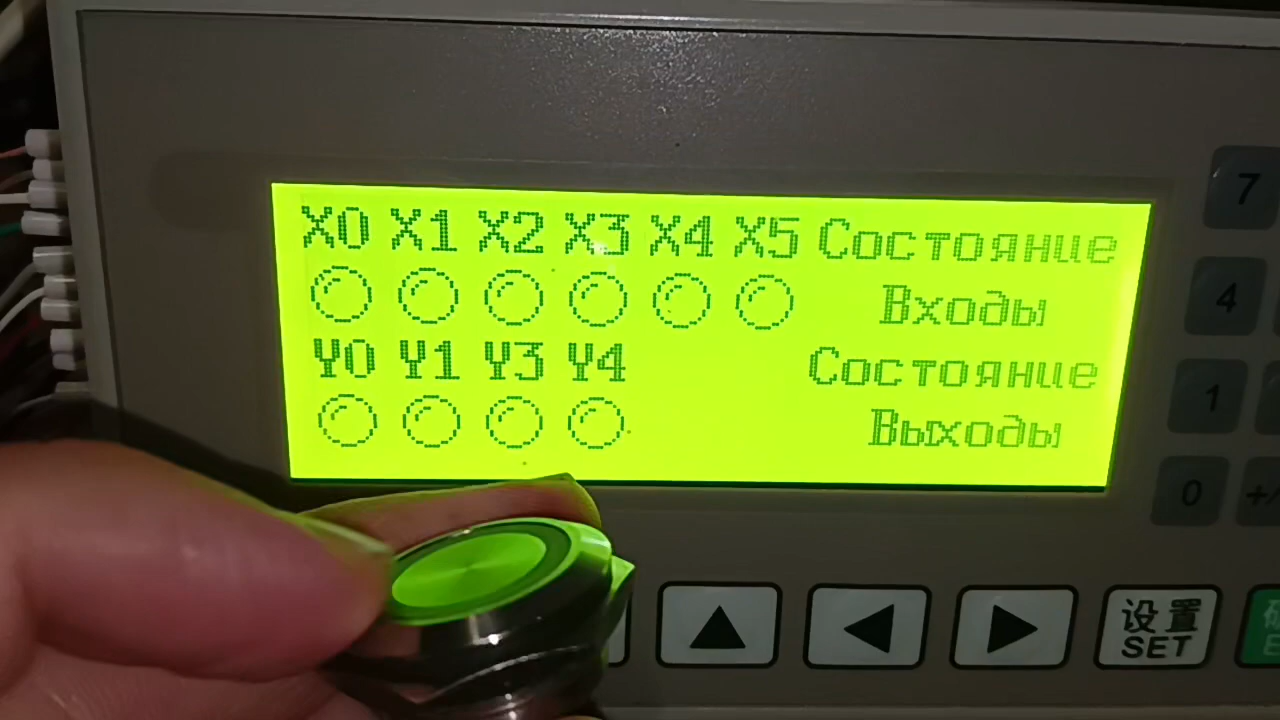 X0 X1 X2 X3 X4 X5 Состояние
Входы
Y0 Y1 Y3 Y4 Состояние
Выходы
7
4
1
0
设置
SET